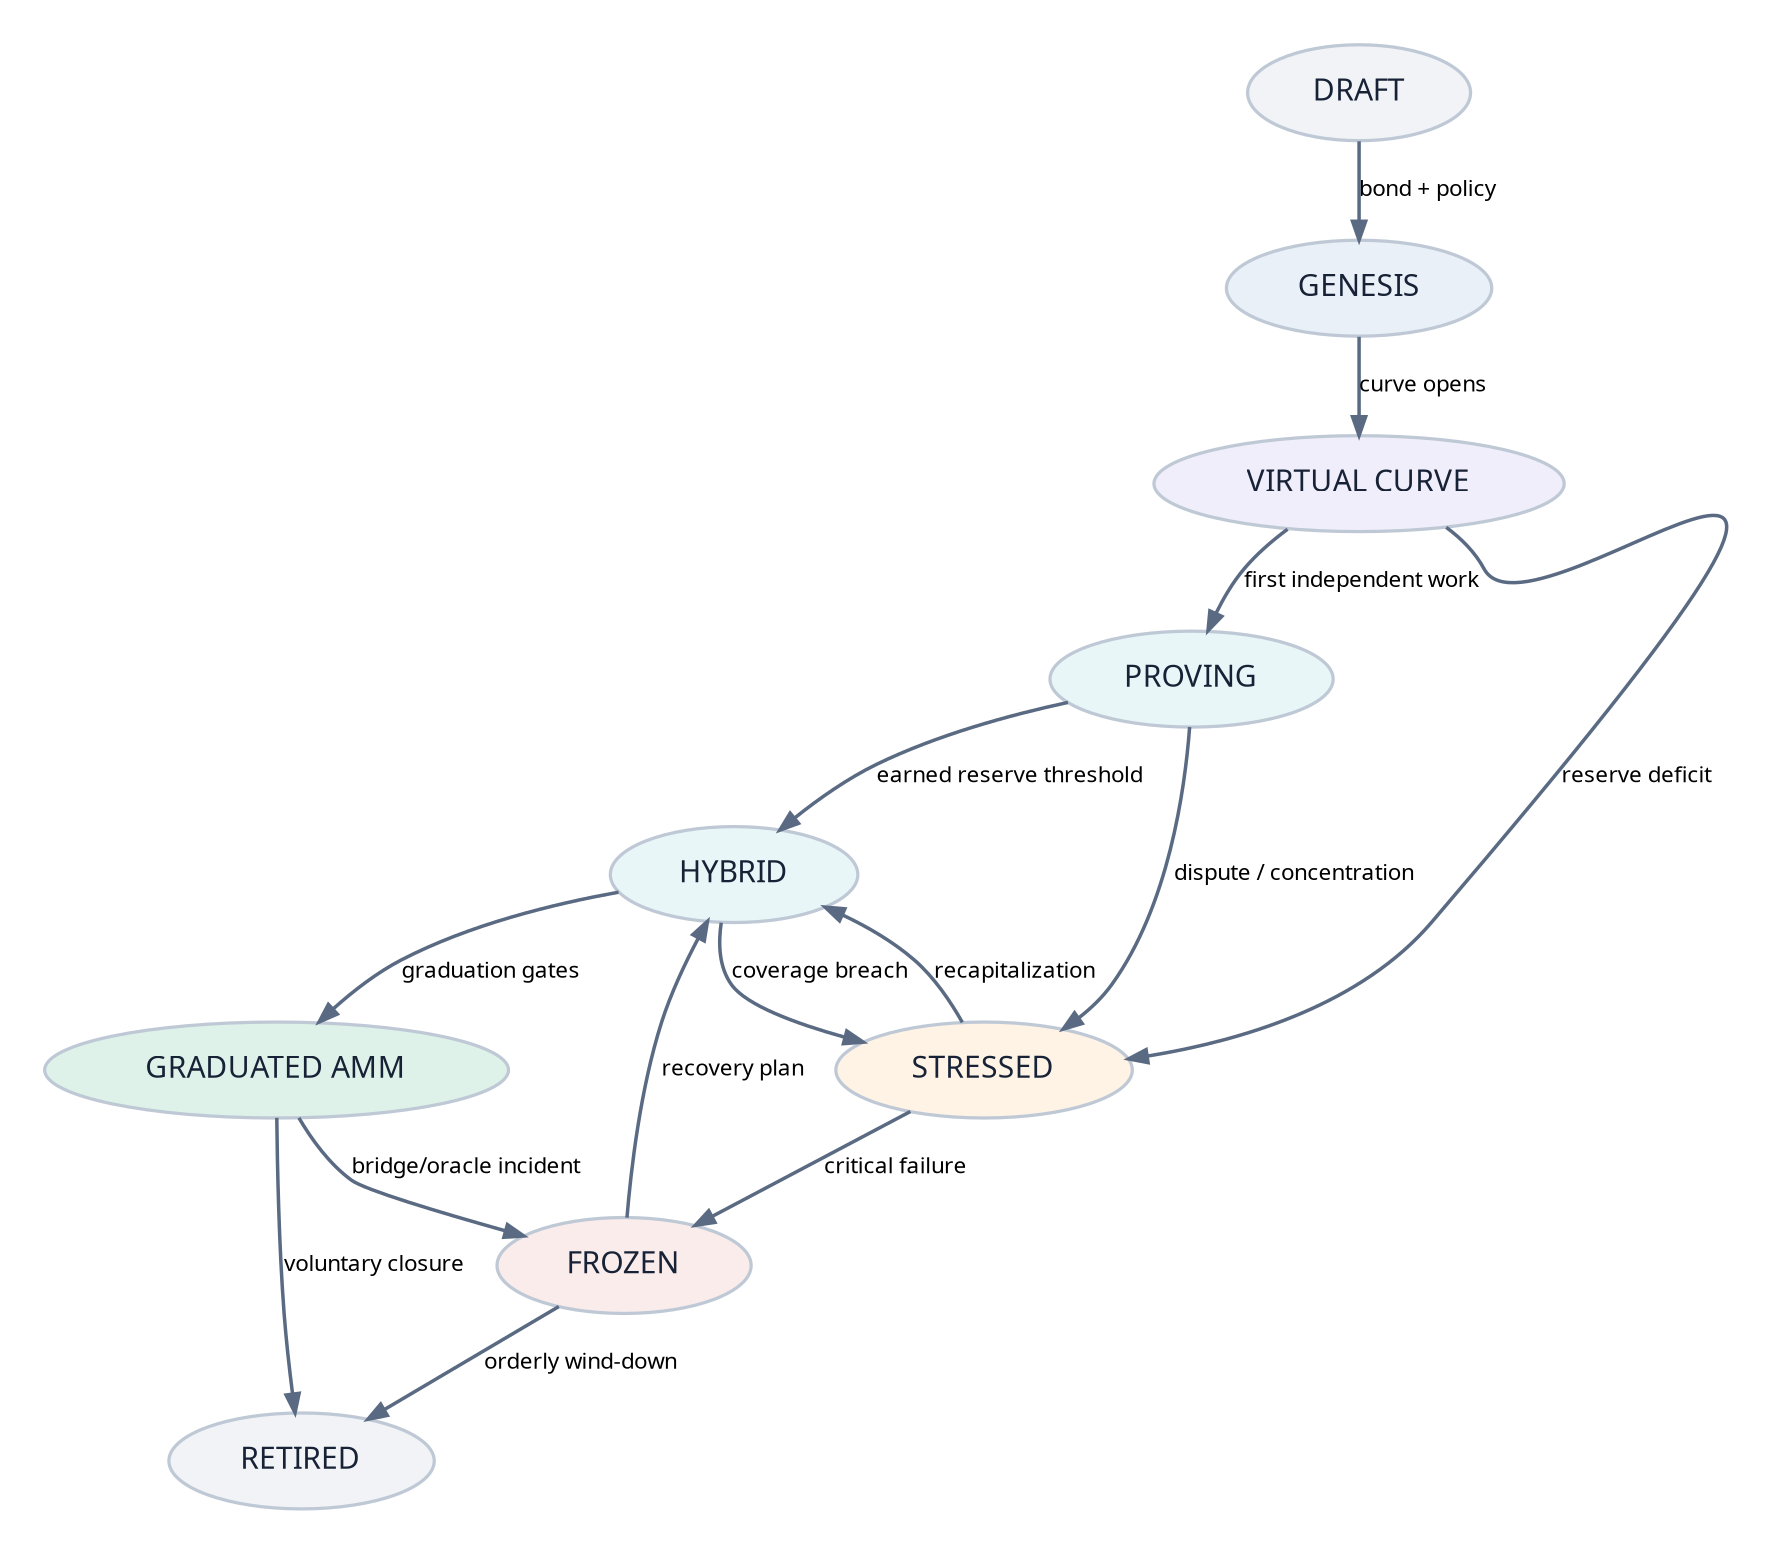 DRAFT
bond + policy
GENESIS
curve opens
VIRTUAL CURVE
first independent work
PROVING
earned reserve threshold
reserve deficit
HYBRID
dispute / concentration
graduation gates
coverage breach
recapitalization
GRADUATED AMM
recovery plan
STRESSED
bridge/oracle incident
critical failure
voluntary closure
FROZEN
orderly wind-down
RETIRED